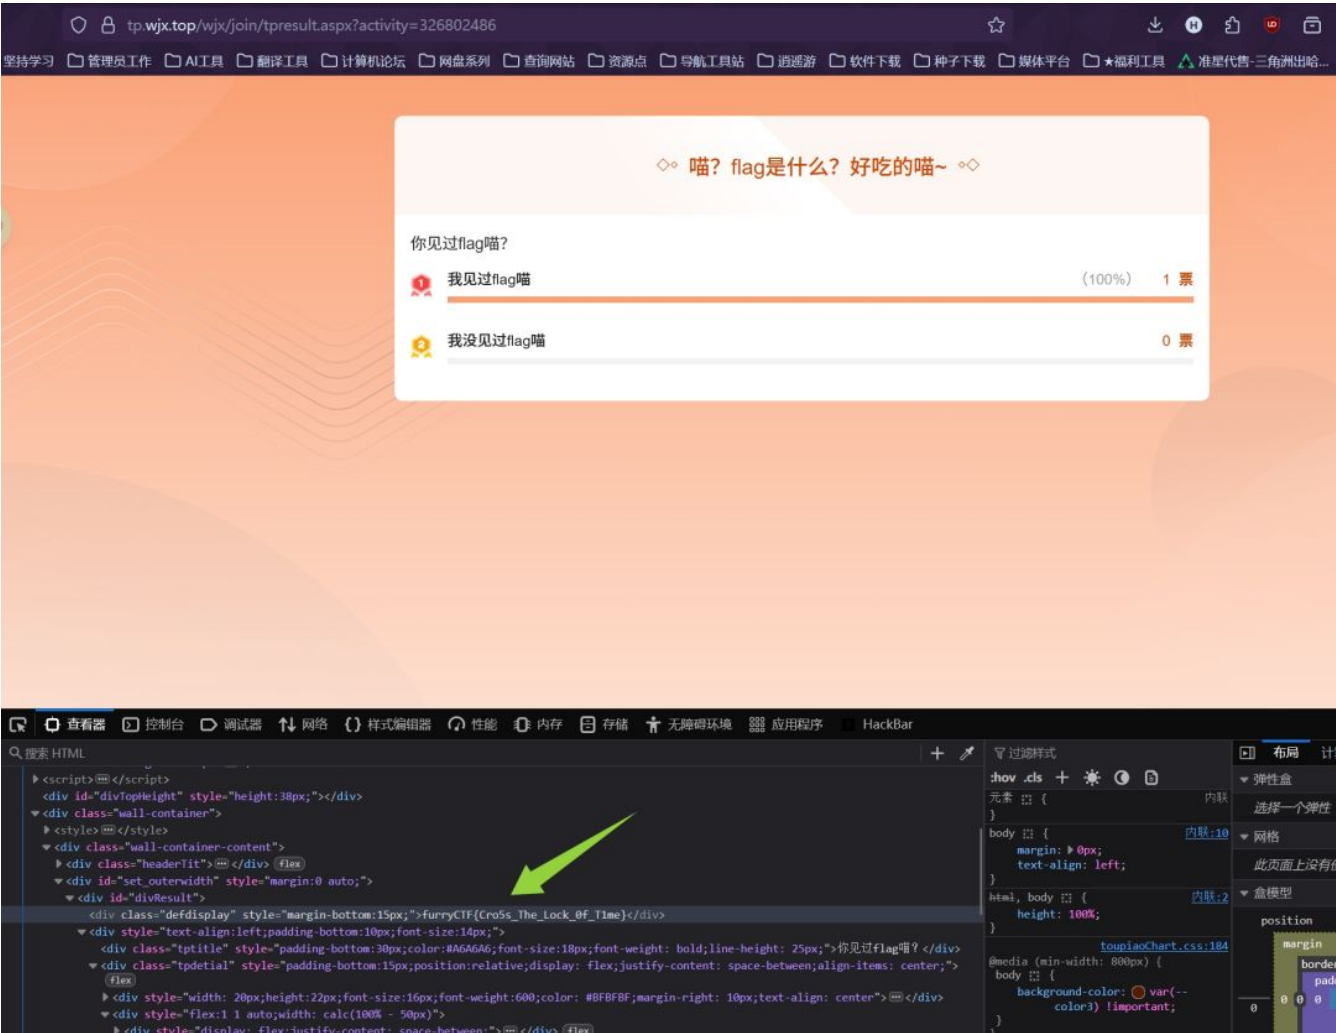 tp.wjx.top/wjx/join/tpresult.aspx?activity=326802486
坚持学习 管理员工作 AI工具 翻译工具 计算机论坛 网盘系列 查询网站 资源点 导航工具站 逍遥游 软件下载 种子下载 媒体平台 ★福利工具 准星代售-三角洲出哈...
喵？flag是什么？好吃的喵~
你见过flag喵？
1 我见过flag喵 （100%） 1 票
2 我没见过flag喵 0 票
查看器 控制台 调试器 网络 样式编辑器 性能 内存 存储 无障碍环境 应用程序 HackBar
搜索 HTML
<script></script>
<div id="divTopHeight" style="height:38px;"></div>
<div class="wall-container">
<style></style>
<div class="wall-container-content">
<div class="headerTit"></div> flex
<div id="set_outerwidth" style="margin:0 auto;">
<div id="divResult">
<div class="defdisplay" style="margin-bottom:15px;">furryCTF{Cro5s_The_Lock_0f_T1me}</div>
<div style="text-align:left;padding-bottom:10px;font-size:14px;">
<div class="tptitle" style="padding-bottom:30px;color:#A6A6A6;font-size:18px;font-weight: bold;line-height: 25px;">你见过flag喵？</div>
<div class="tpdetial" style="padding-bottom:15px;position:relative;display: flex;justify-content: space-between;align-items: center;">
flex
<div style="width: 20px;height:22px;font-size:16px;font-weight:600;color: #BFBFBF;margin-right: 10px;text-align: center"></div>
<div style="flex:1 1 auto;width: calc(100% - 50px)">
<div style="display: flex;justify-content: space-between;"></div> flex
过滤样式
:hov .cls
元素 { 内联
}
body { 内联:10
margin: 0px;
text-align: left;
}
html, body { 内联:2
height: 100%;
}
toupiaoChart.css:184
@media (min-width: 800px) {
body {
background-color: var(--
color3) !important;
}
}
布局
弹性盒
选择一个弹性
网格
此页面上没有
盒模型
position
margin
border
0 0 0 0